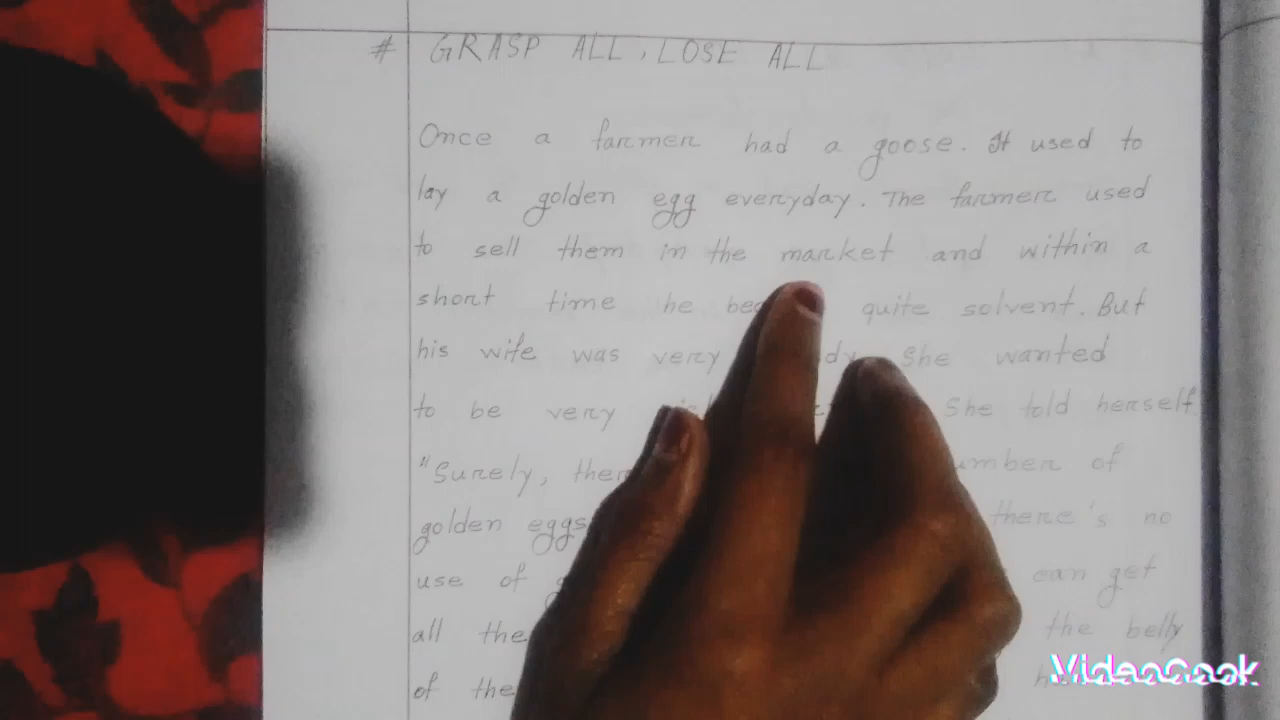 # GRASP ALL, LOSE ALL
Once a farmer had a goose. It used to
lay a golden egg everyday. The farmer used
to sell them in the market and within a
short time he quite solvent. But
his wife was very She wanted
to be very She told herself
"Surely, of
golden eggs there's no
use of can get
all the the belly
of the
VideoCook